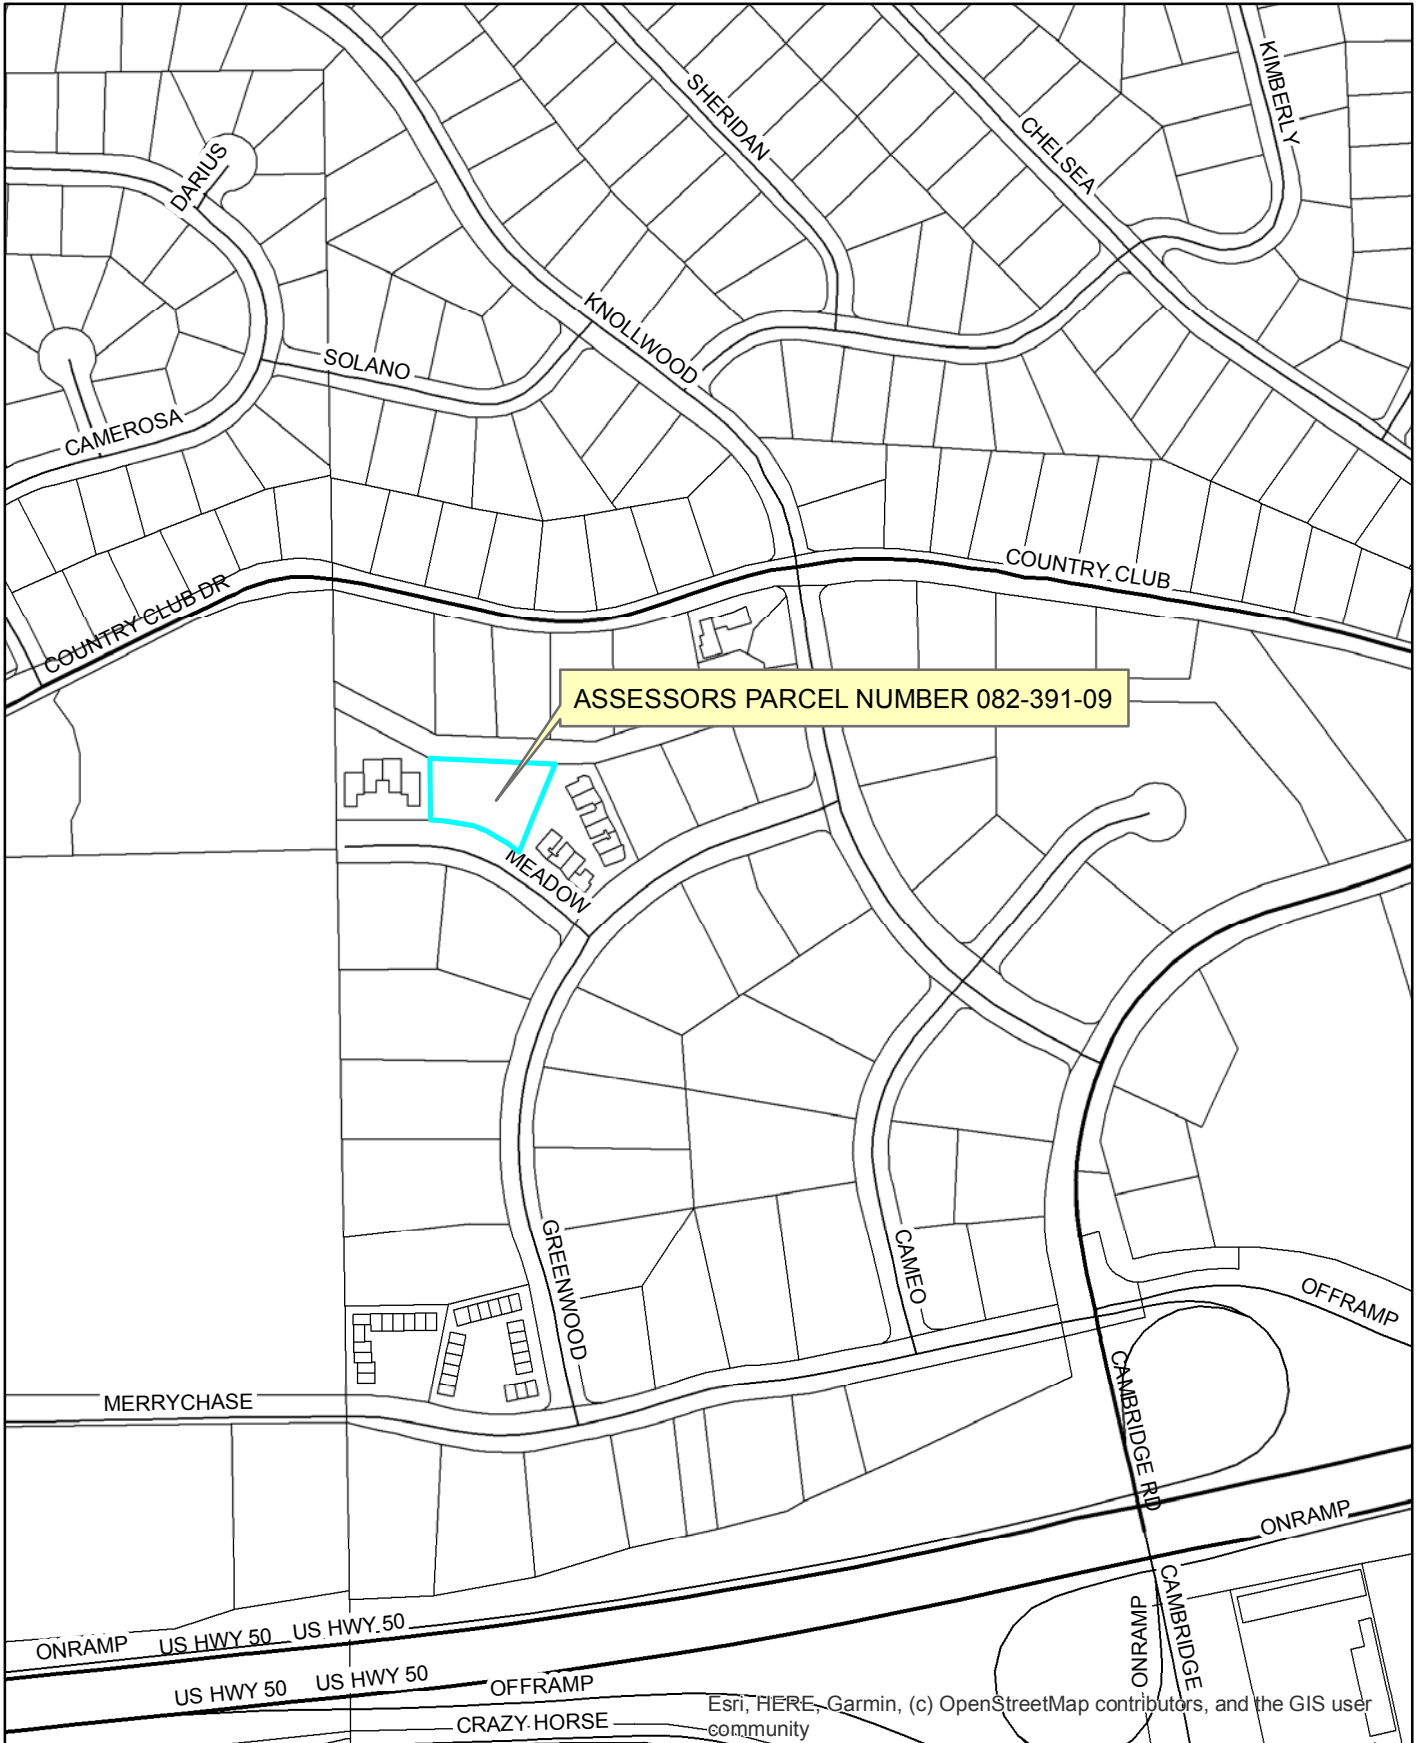 KIMBERLY
SHERIDAN
CHELSEA
DARIUS
KNOLLWOOD
SOLANO
CAMEROSA
COUNTRY CLUB
COUNTRY CLUB DR
ASSESSORS PARCEL NUMBER 082-391-09
MEADOW
GREENWOOD
CAMEO
OFFRAMP
CAMBRIDGE RD
MERRYCHASE
ONRAMP
ONRAMP
CAMBRIDGE
ONRAMP
US HWY 50
US HWY 50
US HWY 50
US HWY 50
OFFRAMP
CRAZY HORSE
Esri, HERE, Garmin, (c) OpenStreetMap contributors, and the GIS user
community